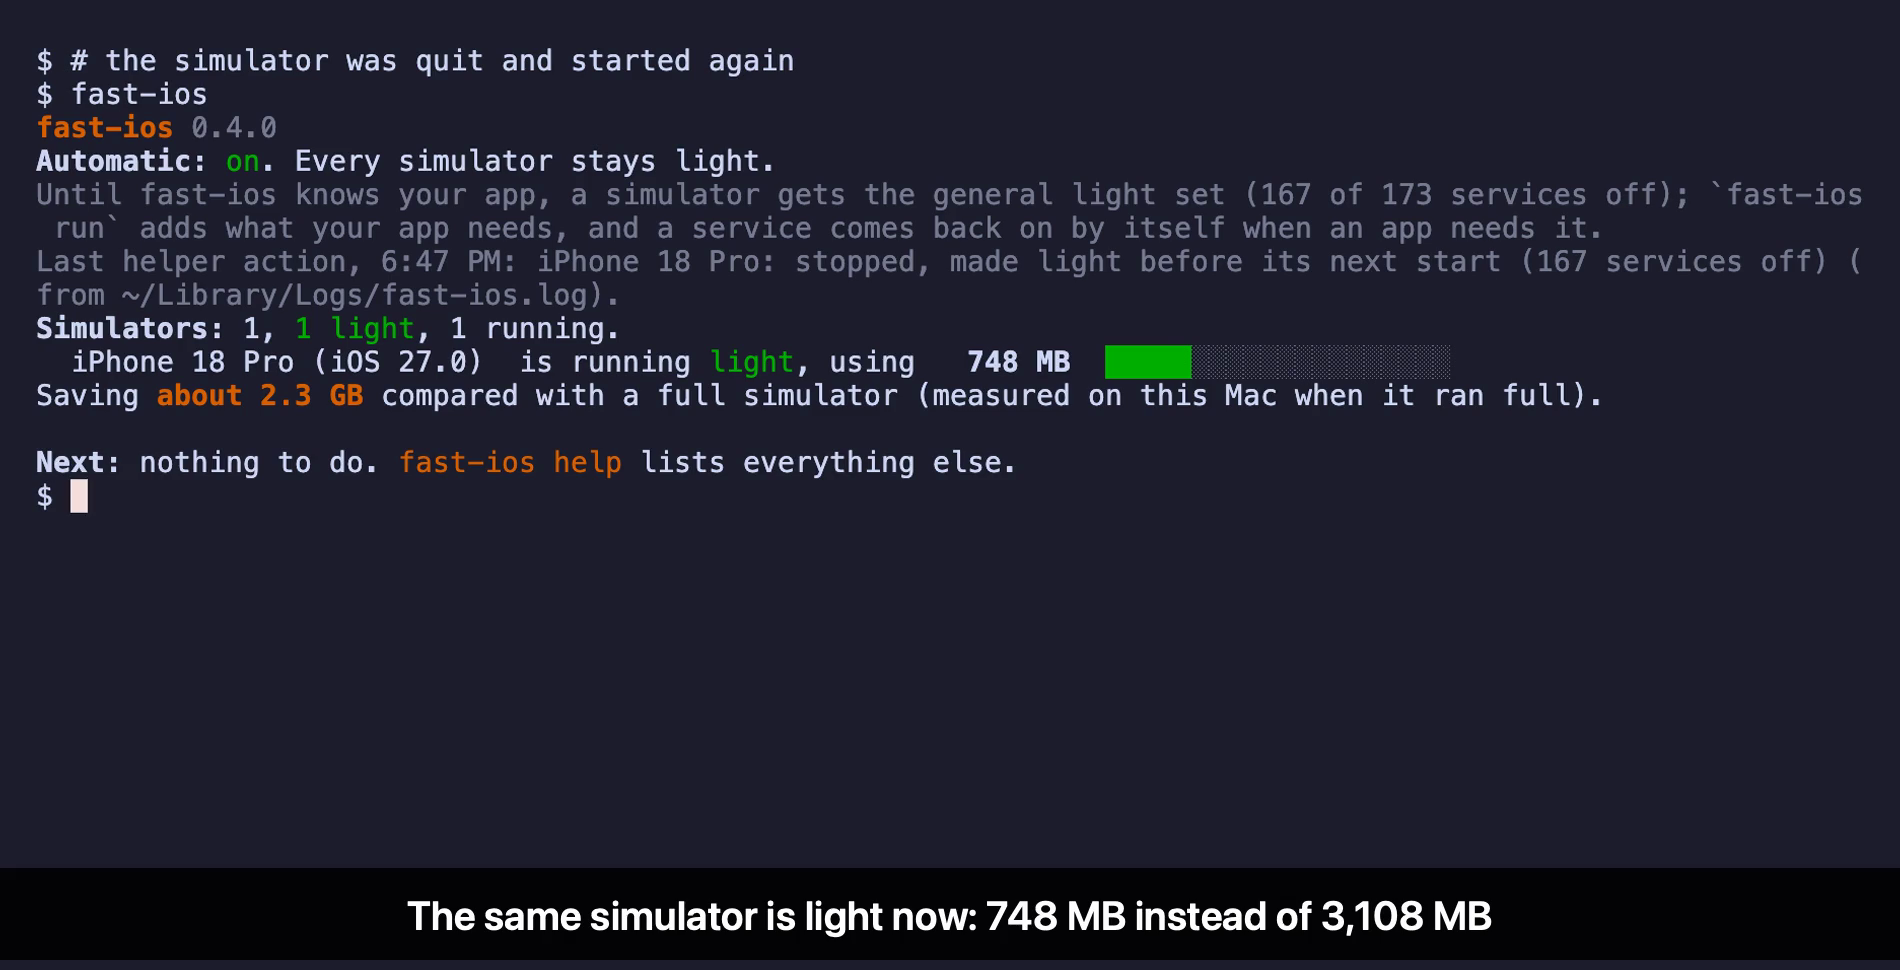 $ # the simulator was quit and started again
$ fast-ios
fast-ios 0.4.0
Automatic: on. Every simulator stays light.
Until fast-ios knows your app, a simulator gets the general light set (167 of 173 services off); `fast-ios
run` adds what your app needs, and a service comes back on by itself when an app needs it.
Last helper action, 6:47 PM: iPhone 18 Pro: stopped, made light before its next start (167 services off) (
from ~/Library/Logs/fast-ios.log).
Simulators: 1, 1 light, 1 running.
iPhone 18 Pro (iOS 27.0)  is running light, using   748 MB
Saving about 2.3 GB compared with a full simulator (measured on this Mac when it ran full).
Next: nothing to do. fast-ios help lists everything else.
$
The same simulator is light now: 748 MB instead of 3,108 MB